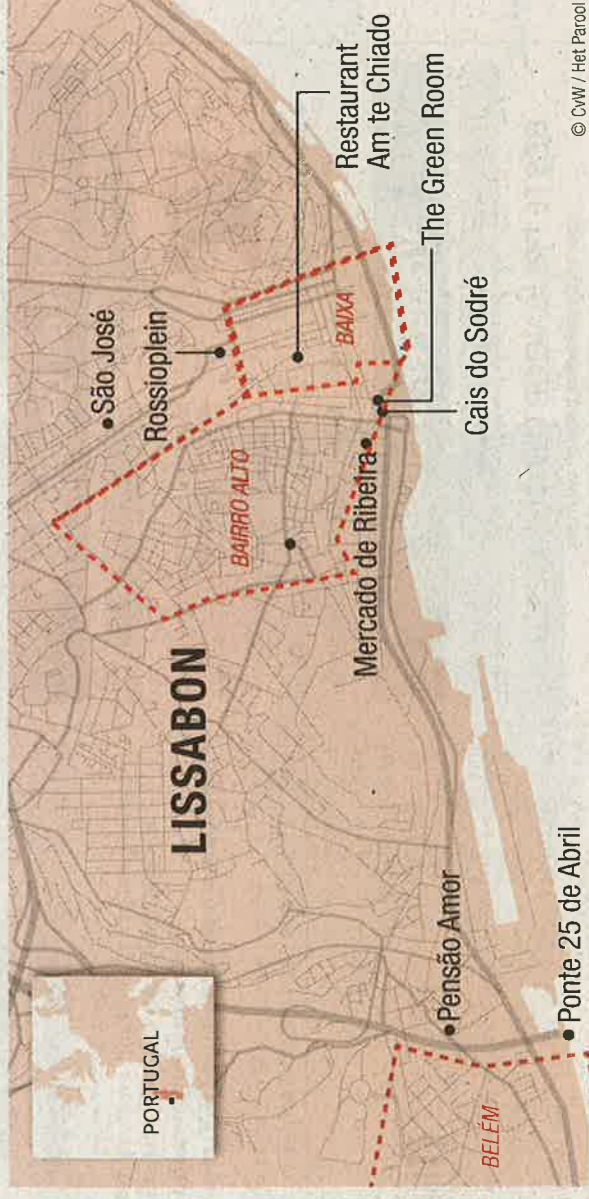 PORTUGAL
LISSABON
São José
Rossioplein
BAIRRO ALTO
BAIXA
Restaurant
Am te Chiado
The Green Room
Cais do Sodré
Mercado de Ribeira
Pensão Amor
Ponte 25 de Abril
BELÉM
© CvW / Het Parool